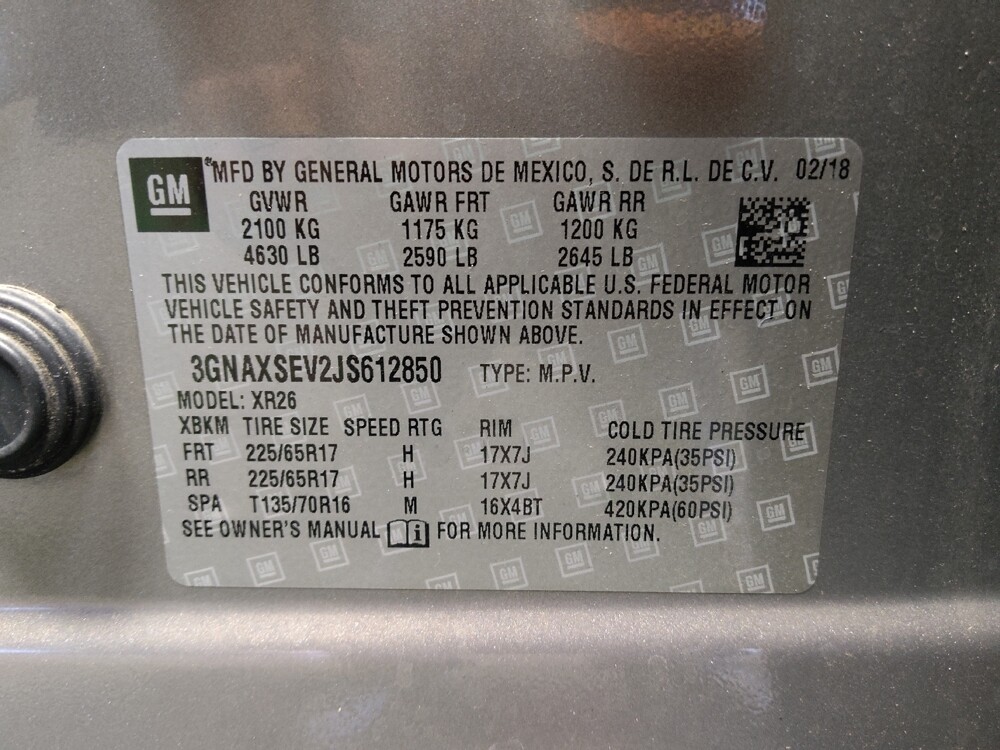 GM
MFD BY GENERAL MOTORS DE MEXICO, S. DE R.L. DE C.V. 02/18
GVWR GAWR FRT GAWR RR
2100 KG 1175 KG 1200 KG
4630 LB 2590 LB 2645 LB
THIS VEHICLE CONFORMS TO ALL APPLICABLE U.S. FEDERAL MOTOR
VEHICLE SAFETY AND THEFT PREVENTION STANDARDS IN EFFECT ON
THE DATE OF MANUFACTURE SHOWN ABOVE.
3GNAXSEV2JS612850 TYPE: M.P.V.
MODEL: XR26
XBKM TIRE SIZE SPEED RTG RIM COLD TIRE PRESSURE
FRT 225/65R17 H 17X7J 240KPA(35PSI)
RR 225/65R17 H 17X7J 240KPA(35PSI)
SPA T135/70R16 M 16X4BT 420KPA(60PSI)
SEE OWNER'S MANUAL i FOR MORE INFORMATION.